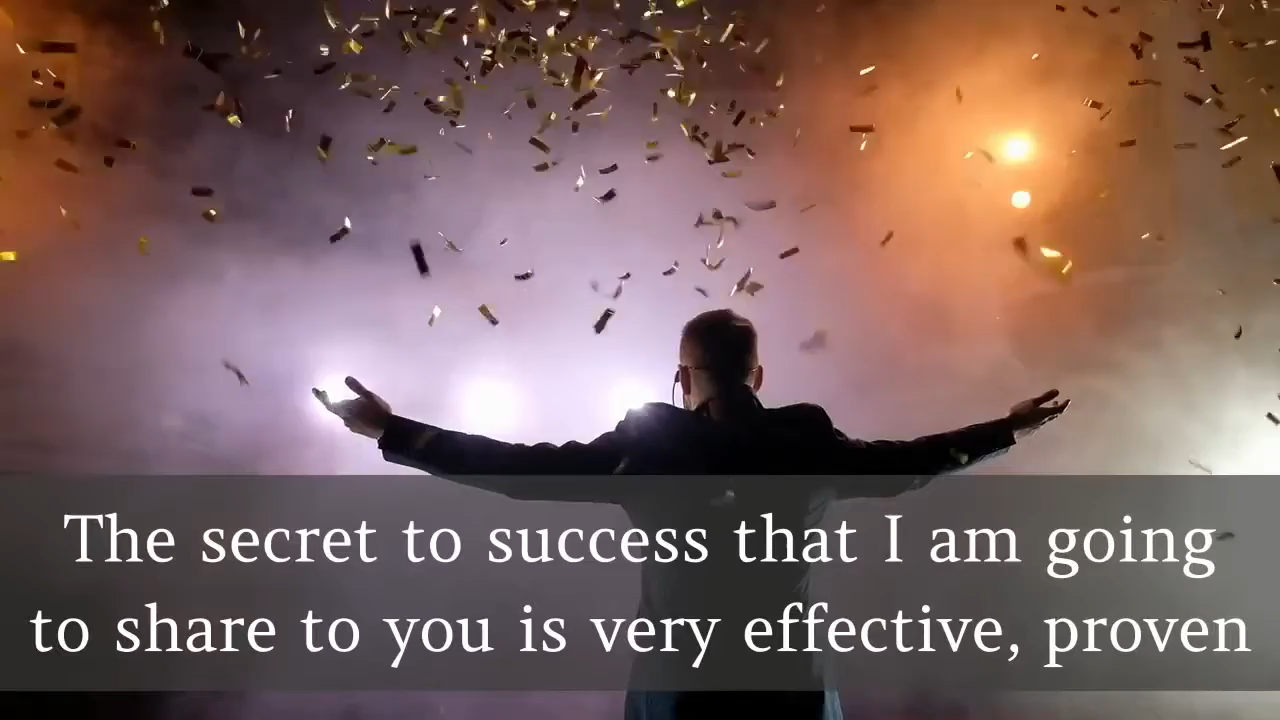 The secret to success that I am going
to share to you is very effective, proven